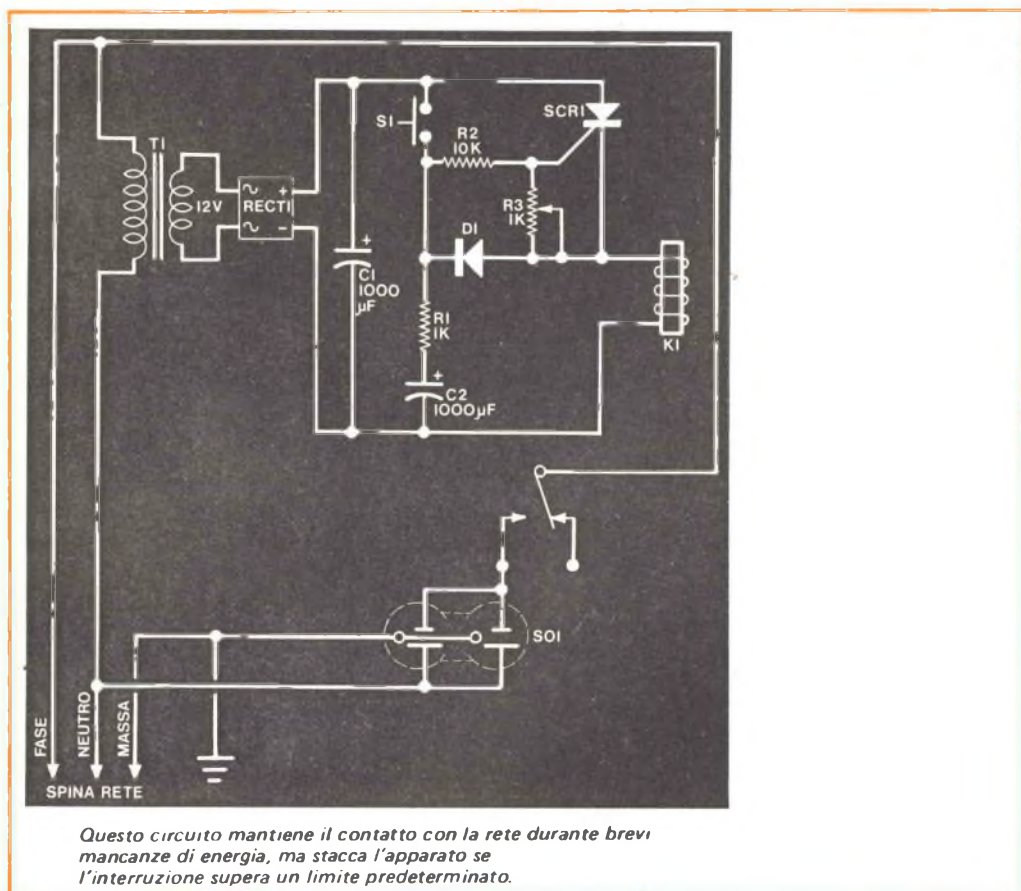 T1
12V
RECT1
S1
C1
1000
µF
R2
10K
SCR1
R3
1K
D1
R1
1K
C2
1000µF
K1
SO1
FASE
NEUTRO
MASSA
SPINA RETE
Questo circuito mantiene il contatto con la rete durante brevi
mancanze di energia, ma stacca l'apparato se
l'interruzione supera un limite predeterminato.